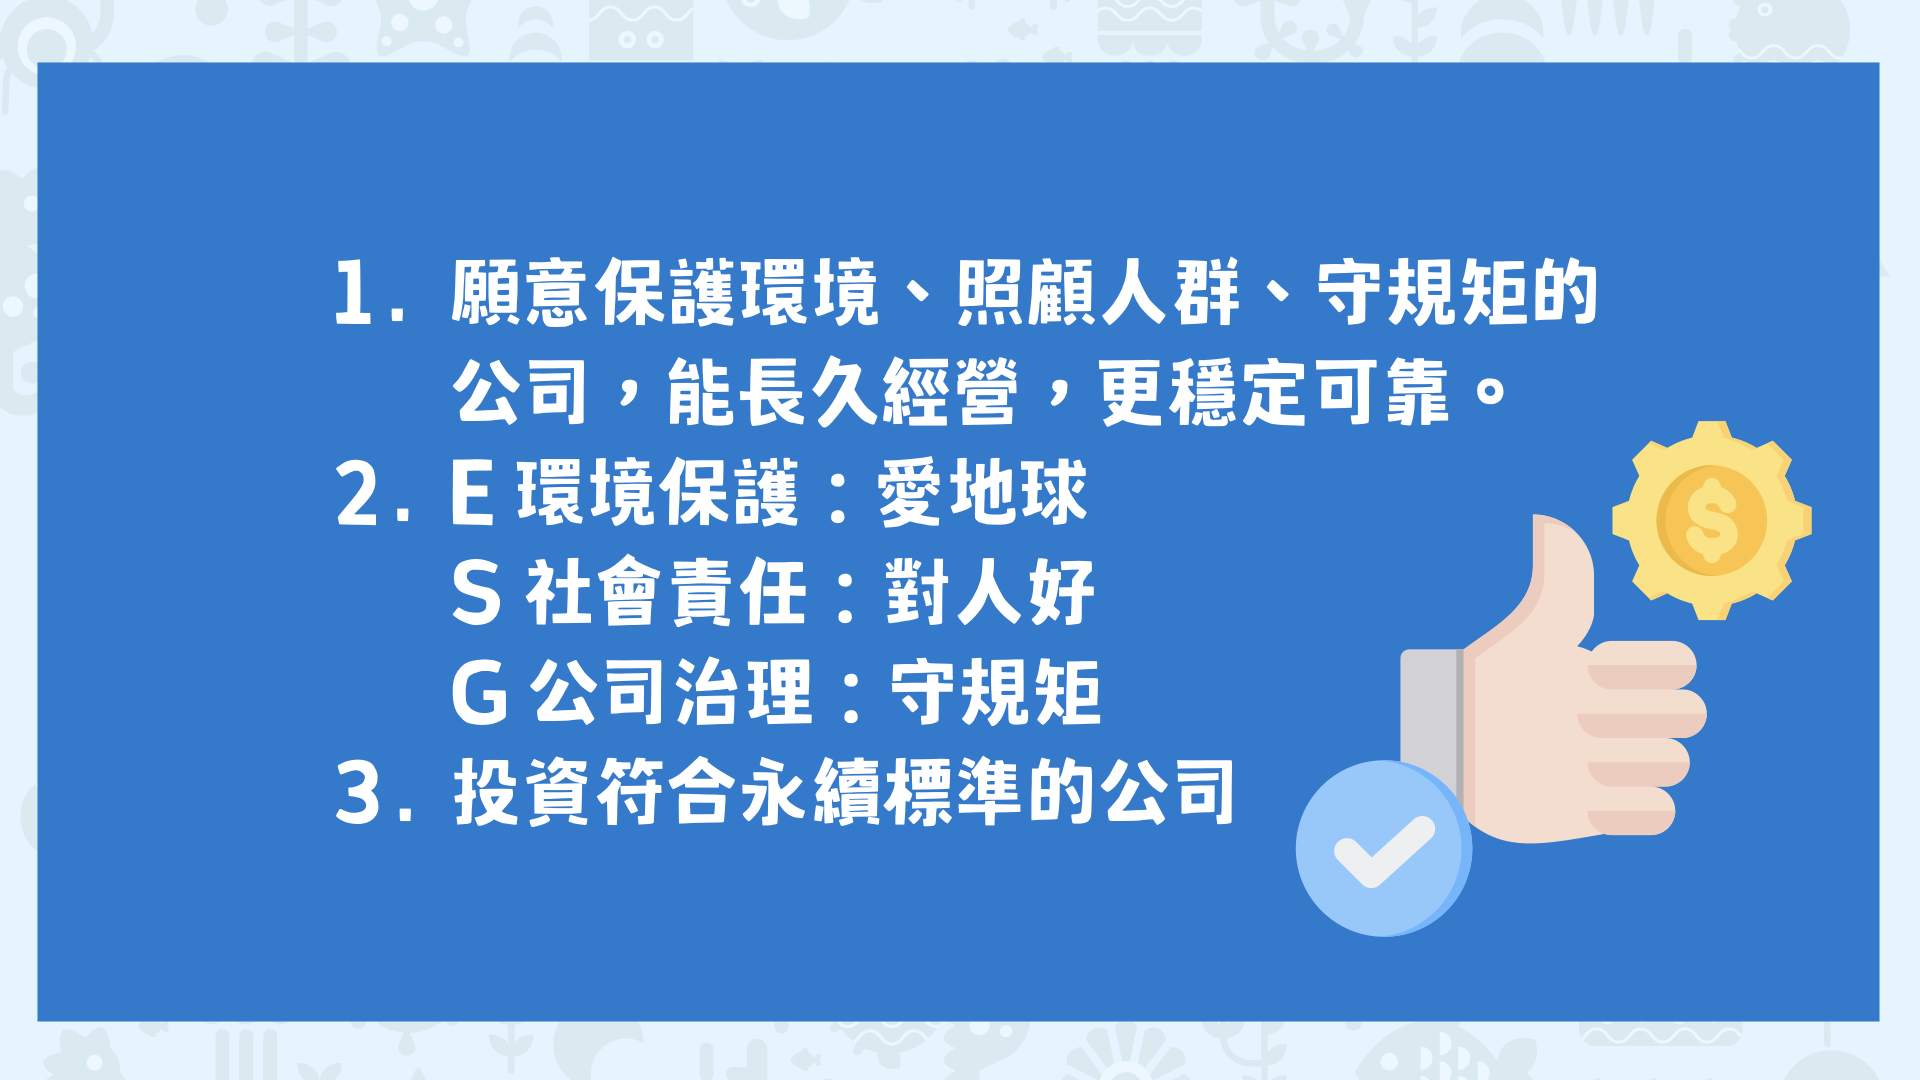 1. 願意保護環境、照顧人群、守規矩的
公司，能長久經營，更穩定可靠。
2. E 環境保護：愛地球
S 社會責任：對人好
G 公司治理：守規矩
3. 投資符合永續標準的公司